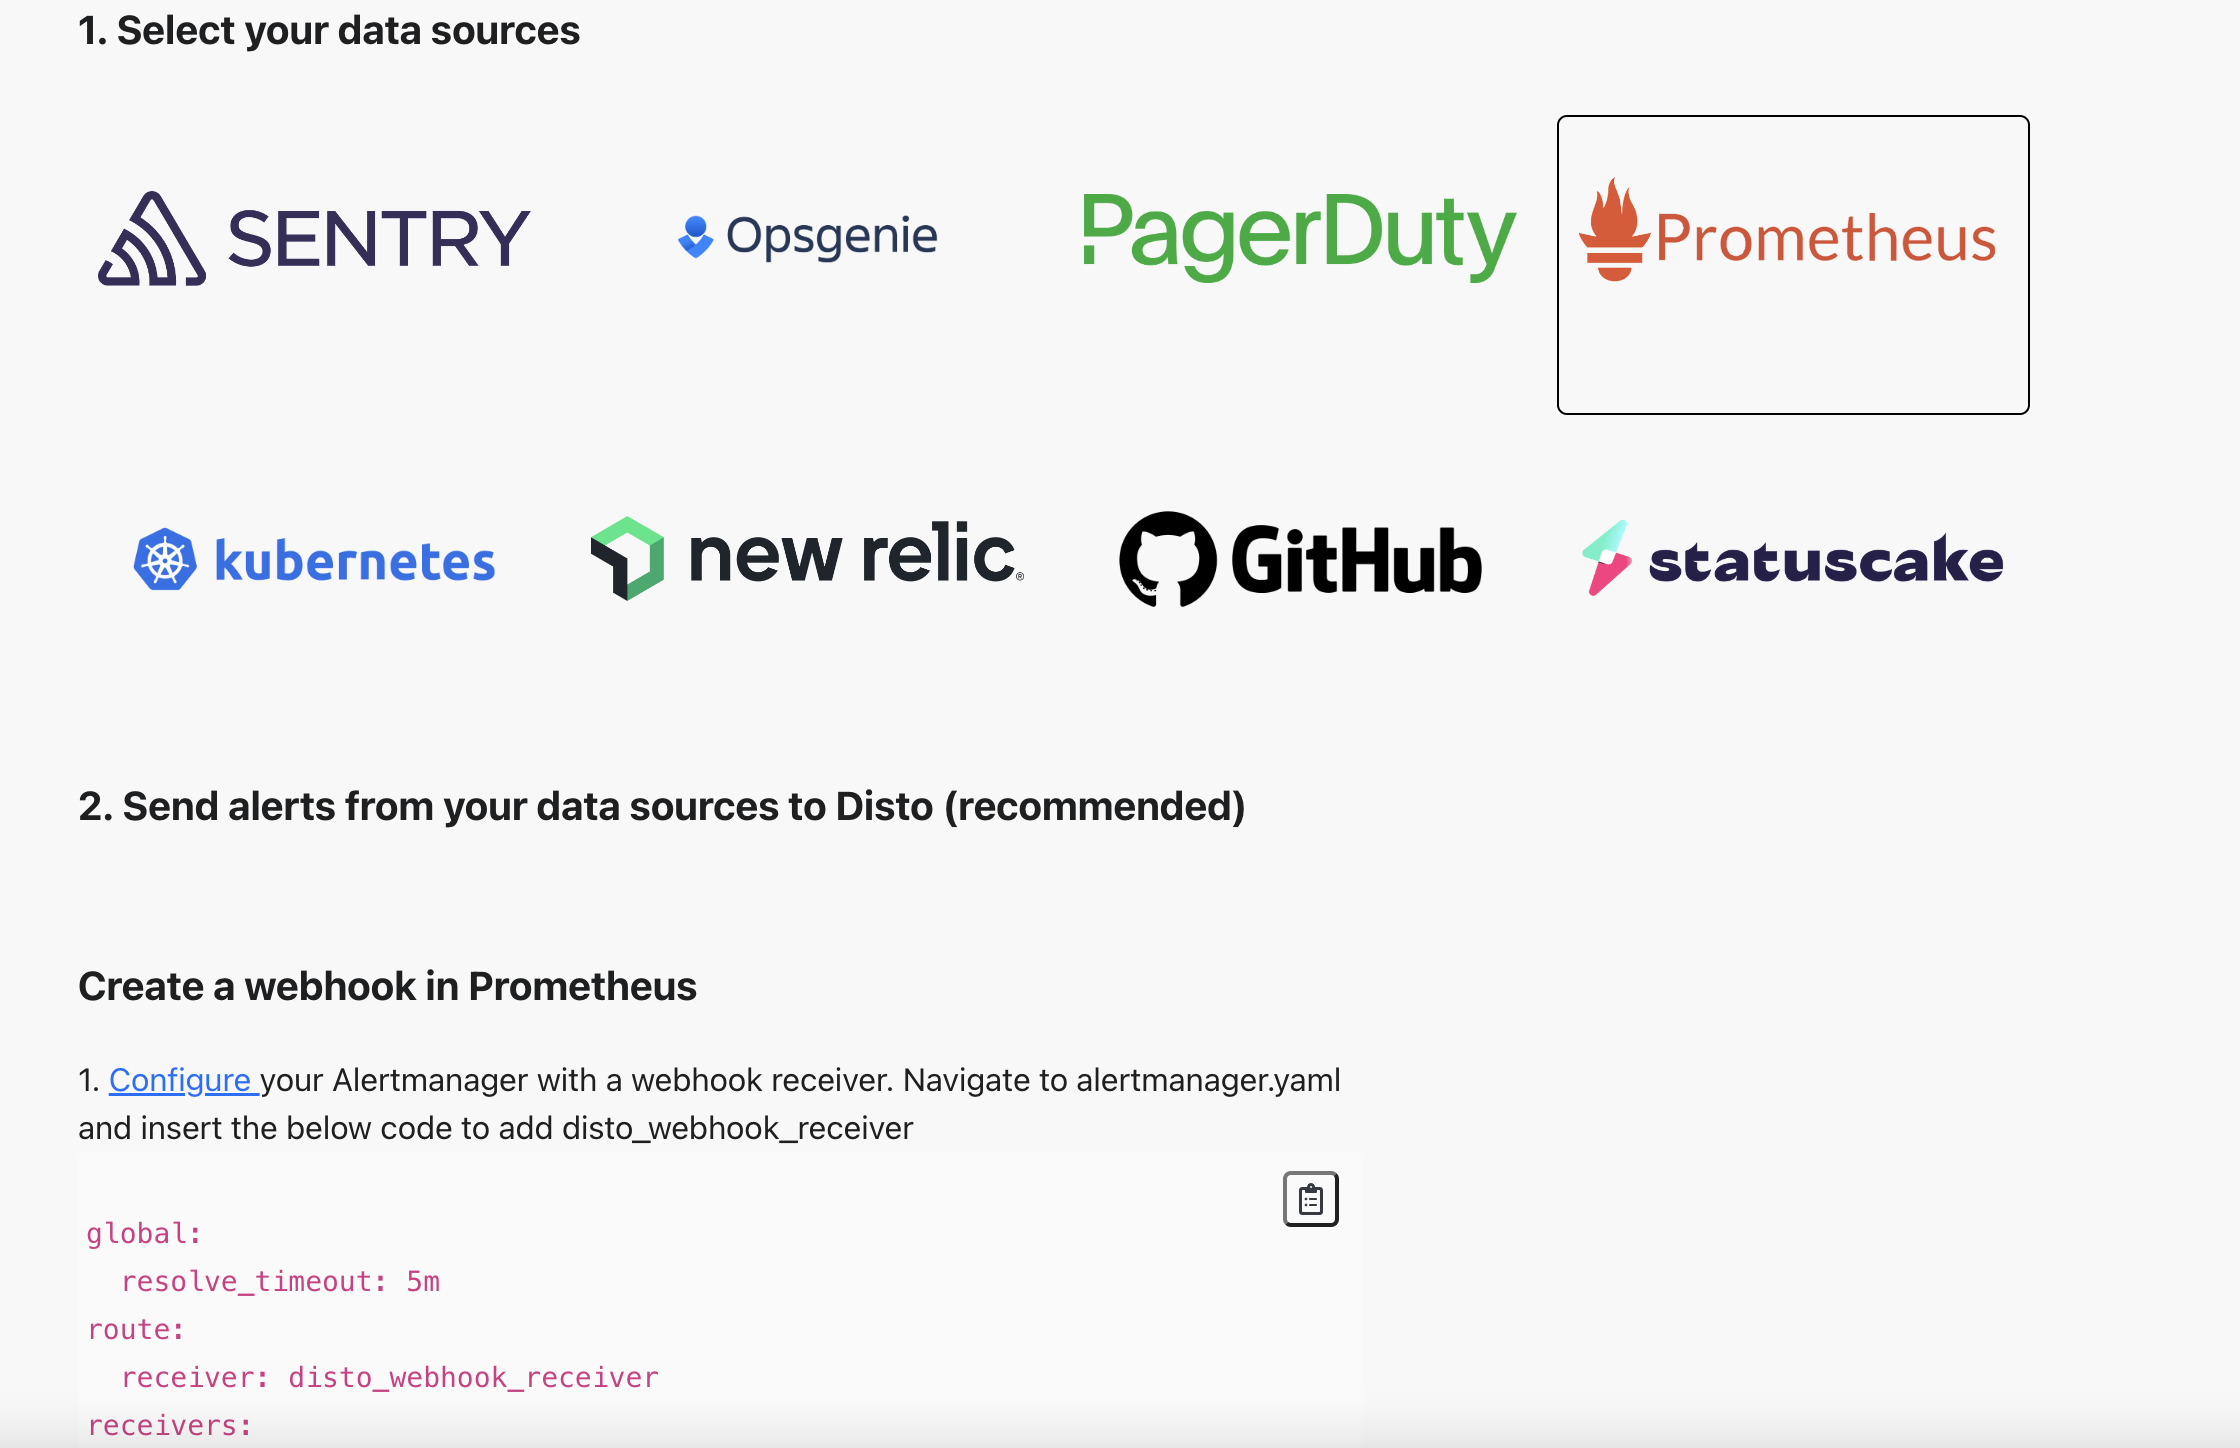 1. Select your data sources
SENTRY
Opsgenie
PagerDuty
Prometheus
kubernetes
new relic®
GitHub
statuscake
2. Send alerts from your data sources to Disto (recommended)
Create a webhook in Prometheus
1. Configure your Alertmanager with a webhook receiver. Navigate to alertmanager.yaml
and insert the below code to add disto_webhook_receiver
global:
  resolve_timeout: 5m
route:
  receiver: disto_webhook_receiver
receivers: